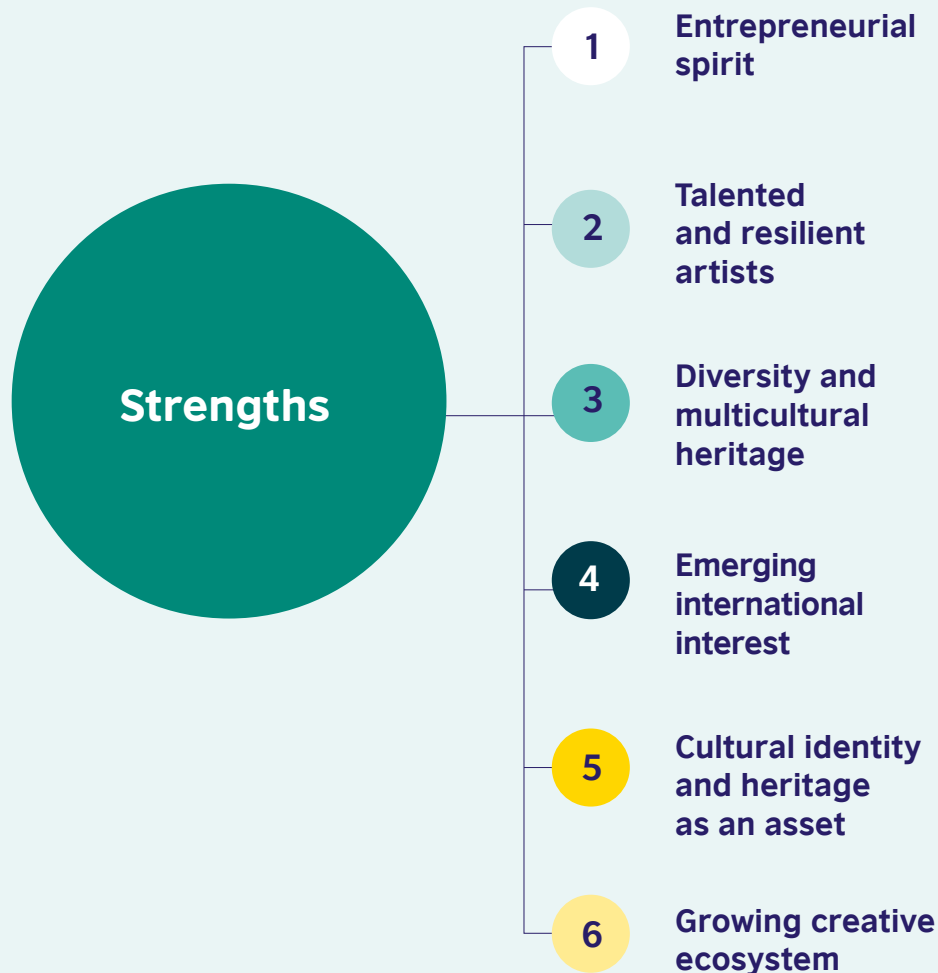 Strengths
1
Entrepreneurial
spirit
2
Talented
and resilient
artists
3
Diversity and
multicultural
heritage
4
Emerging
international
interest
5
Cultural identity
and heritage
as an asset
6
Growing creative
ecosystem